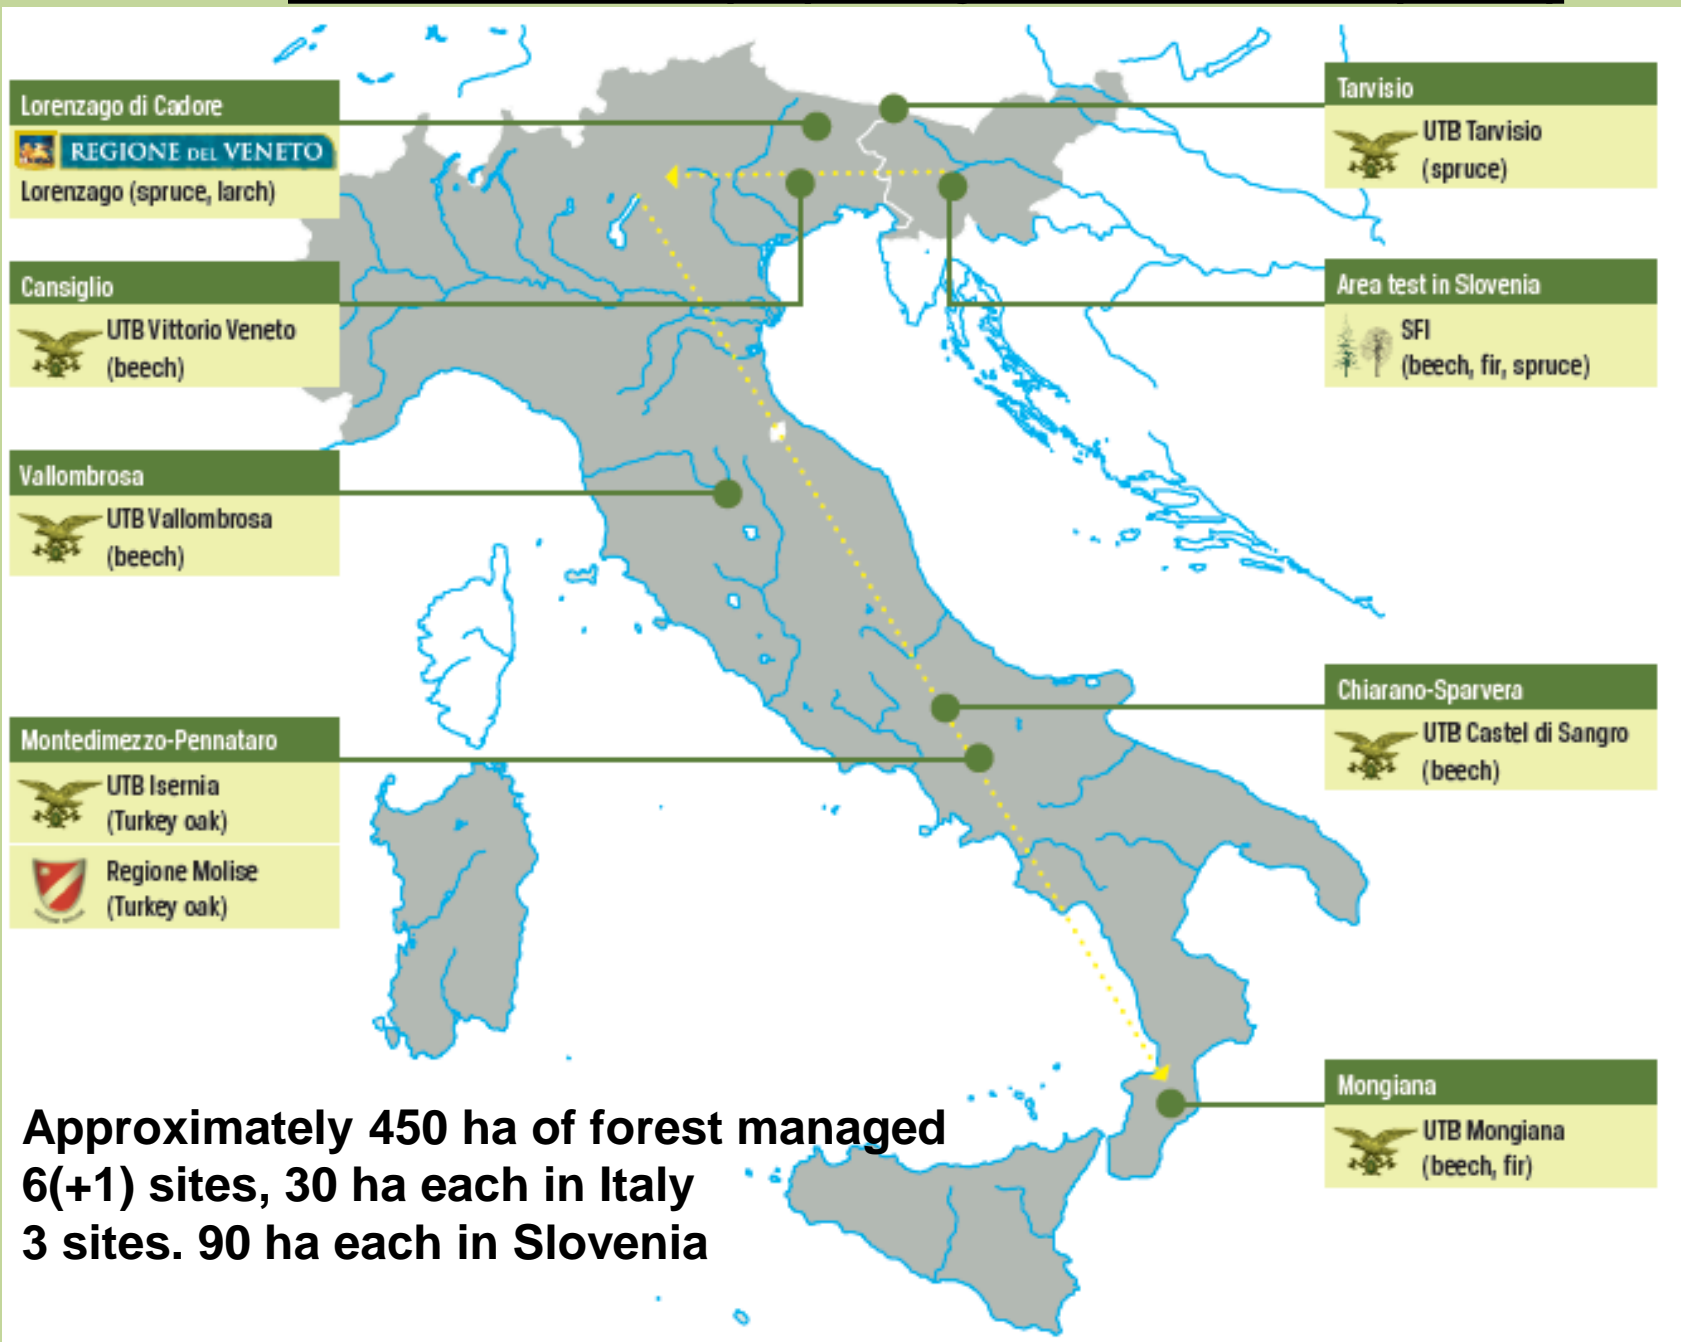 Lorenzago di Cadore
REGIONE DEL VENETO
Lorenzago (spruce, larch)
Cansiglio
UTB Vittorio Veneto
(beech)
Vallombrosa
UTB Vallombrosa
(beech)
Montedimezzo-Pennataro
UTB Isernia
(Turkey oak)
Regione Molise
(Turkey oak)
Tarvisio
UTB Tarvisio
(spruce)
Area test in Slovenia
SFI
(beech, fir, spruce)
Chiarano-Sparvera
UTB Castel di Sangro
(beech)
Mongiana
UTB Mongiana
(beech, fir)
Approximately 450 ha of forest managed
6(+1) sites, 30 ha each in Italy
3 sites. 90 ha each in Slovenia